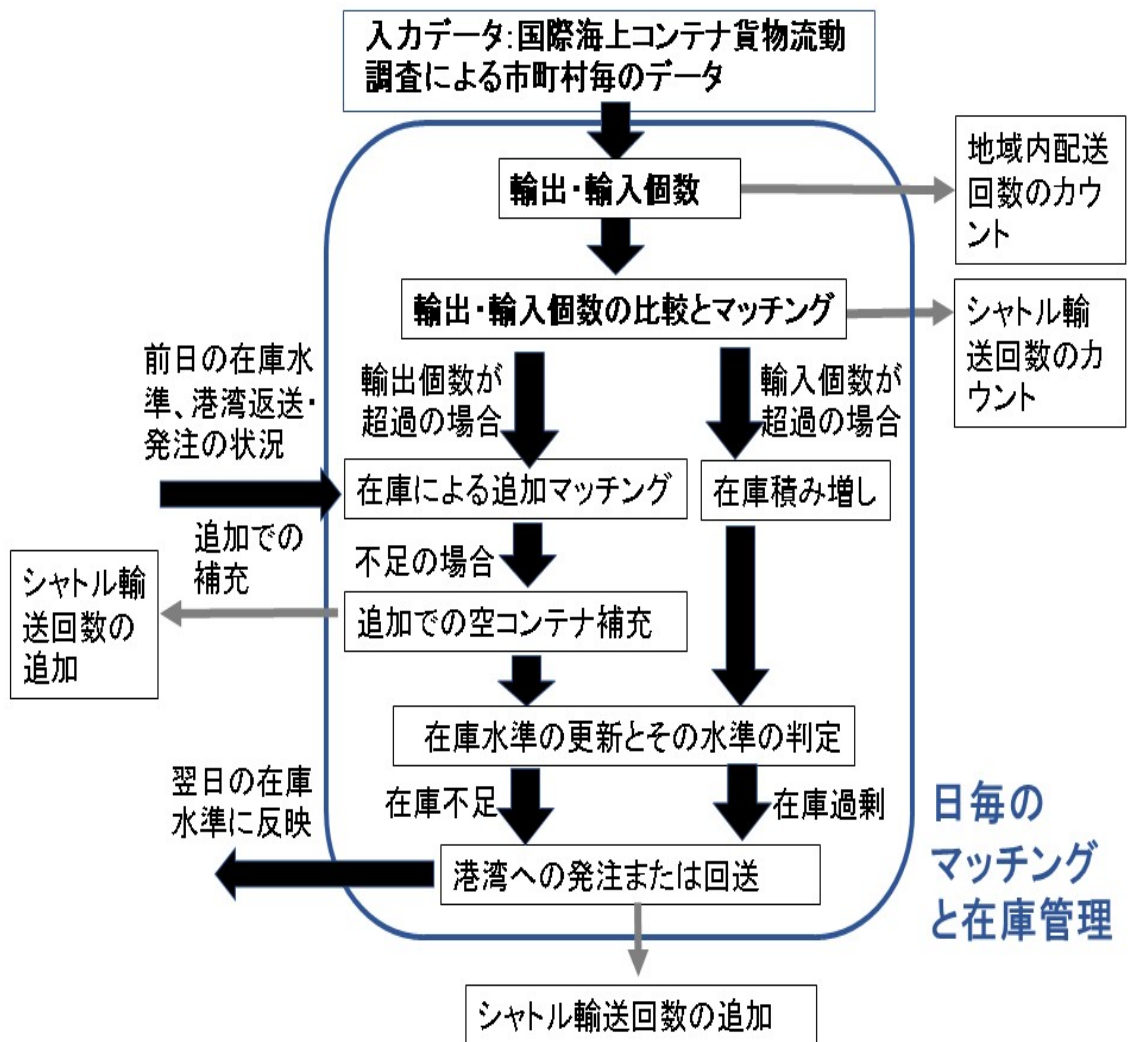 入力データ:国際海上コンテナ貨物流動
調査による市町村毎のデータ
輸出・輸入個数
地域内配送
回数のカウ
ント
輸出・輸入個数の比較とマッチング
シャトル輸
送回数のカ
ウント
前日の在庫水
準、港湾返送・
発注の状況
輸出個数が
超過の場合
輸入個数が
超過の場合
在庫による追加マッチング
在庫積み増し
追加での
補充
不足の場合
シャトル輸
送回数の
追加
追加での空コンテナ補充
在庫水準の更新とその水準の判定
翌日の在庫
水準に反映
在庫不足
在庫過剰
港湾への発注または回送
日毎の
マッチング
と在庫管理
シャトル輸送回数の追加